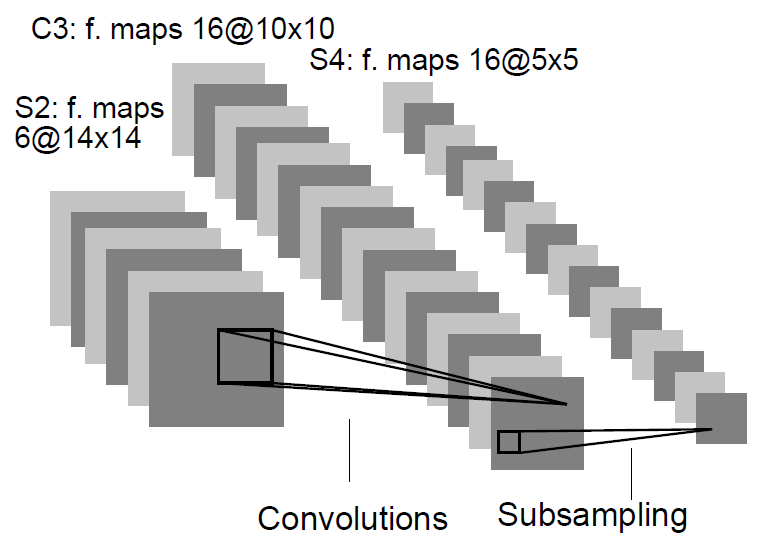 C3: f. maps 16@10x10
S4: f. maps 16@5x5
S2: f. maps
6@14x14
Convolutions
Subsampling